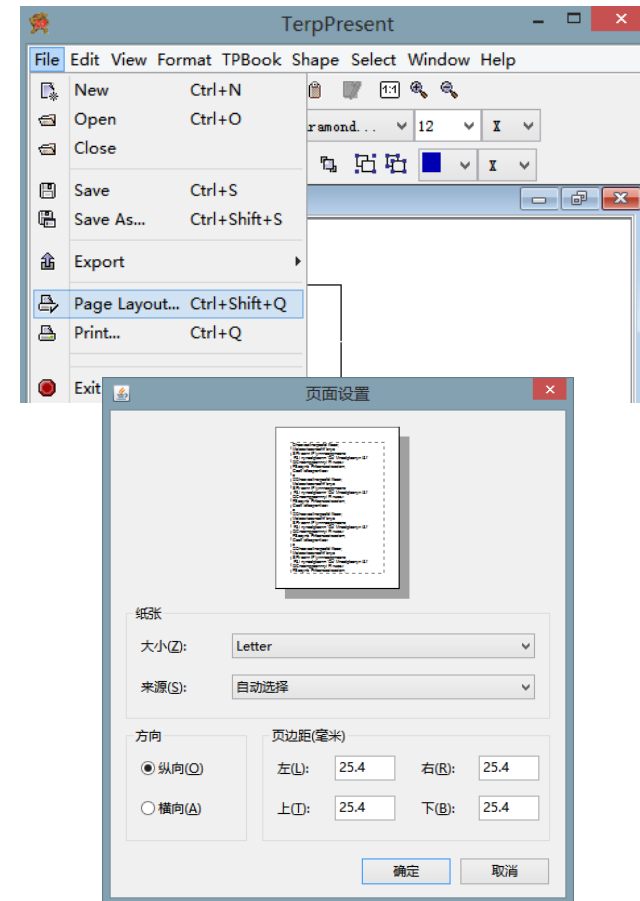 TerpPresent
File Edit View Format TPBook Shape Select Window Help
New Ctrl+N
1:1
Open Ctrl+O
ramond... 12 X
Close
X
Save Ctrl+S
Save As... Ctrl+Shift+S
Export
Page Layout... Ctrl+Shift+Q
Print... Ctrl+Q
Exit
页面设置
纸张
大小(Z): Letter
来源(S): 自动选择
方向 页边距(毫米)
纵向(O) 左(L): 25.4 右(R): 25.4
横向(A) 上(T): 25.4 下(B): 25.4
确定 取消